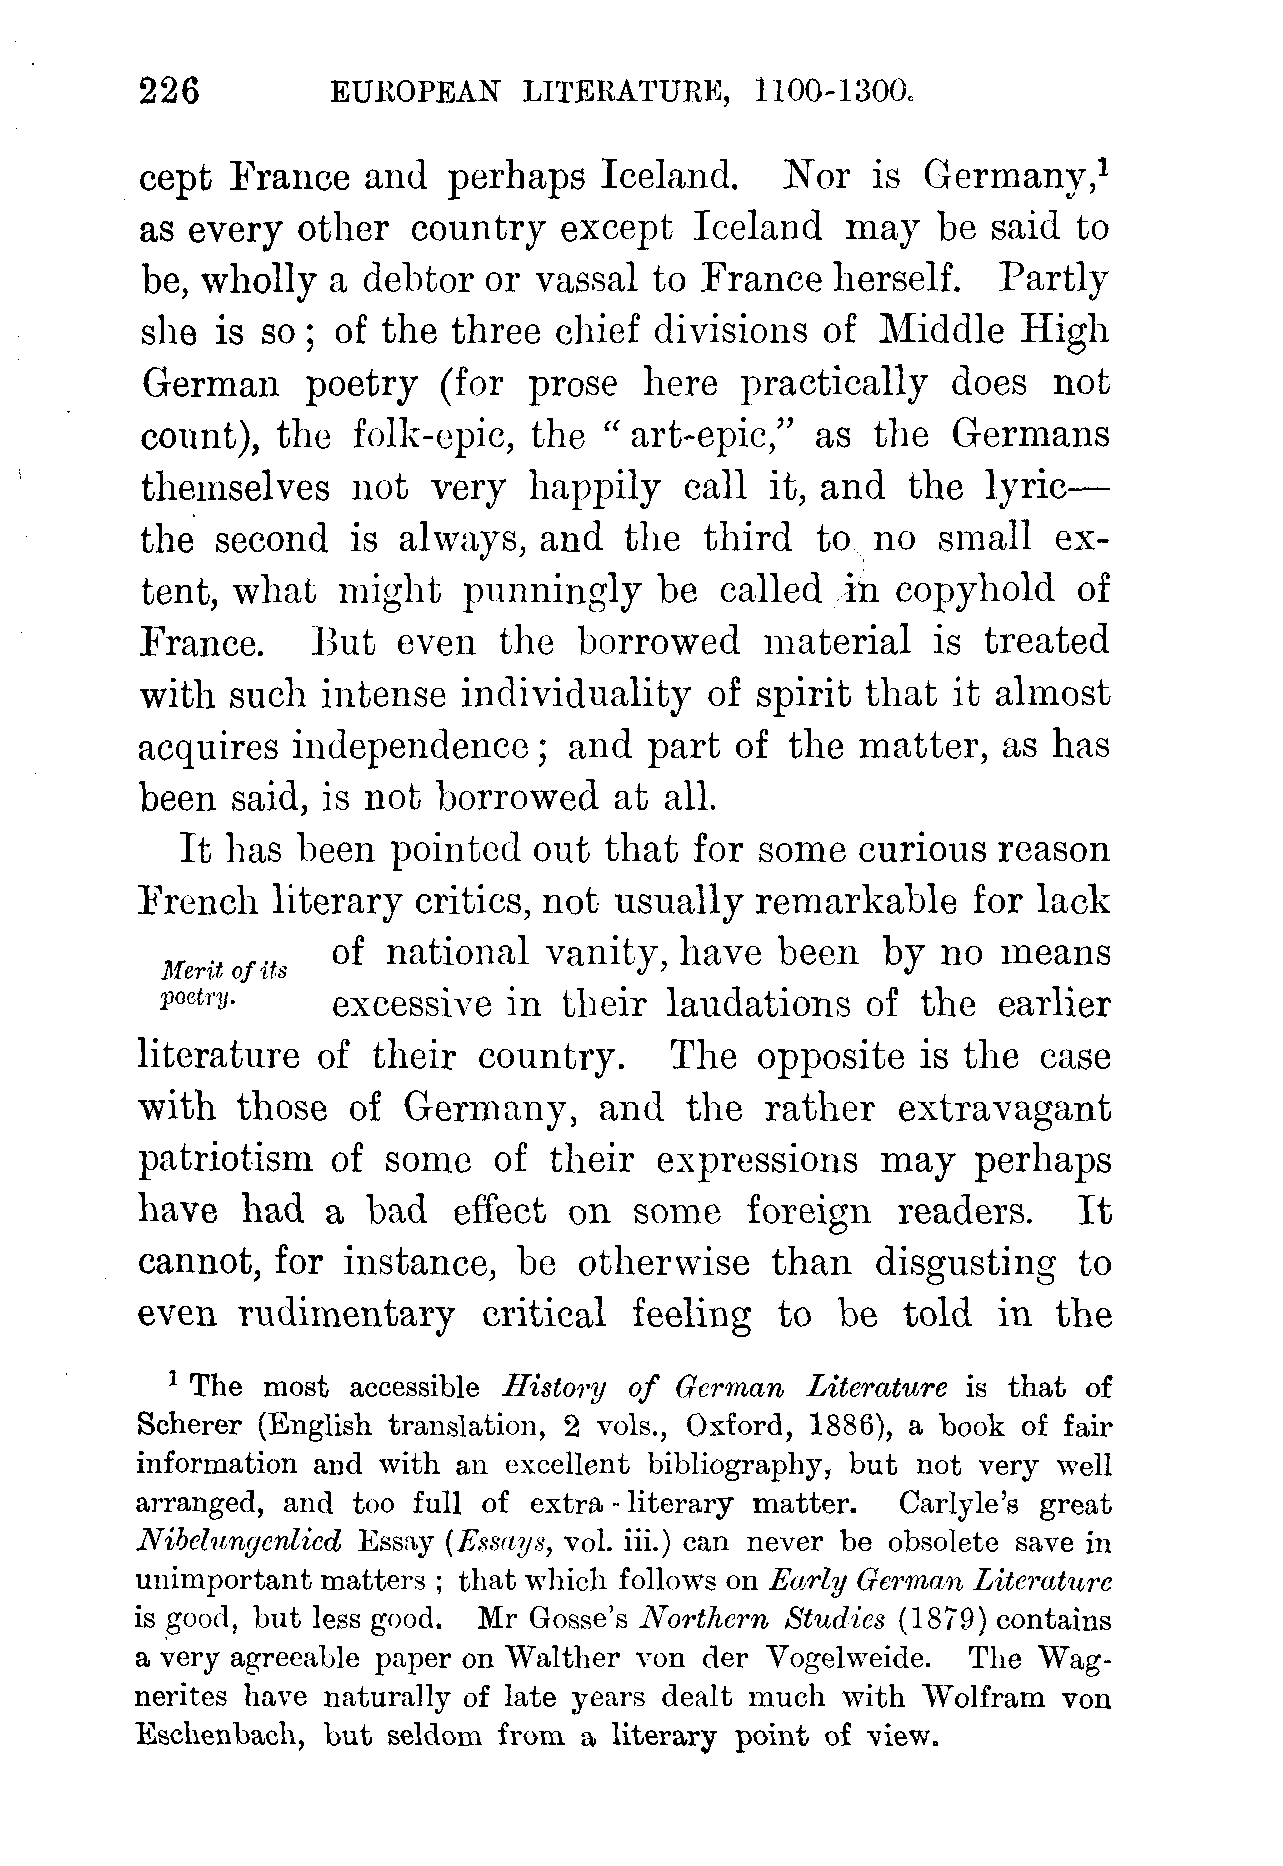 226 EUROPEAN LITERATURE, 1100-1300.
cept France and perhaps Iceland. Nor is Germany,¹
as every other country except Iceland may be said to
be, wholly a debtor or vassal to France herself. Partly
she is so; of the three chief divisions of Middle High
German poetry (for prose here practically does not
count), the folk-epic, the “art-epic,” as the Germans
themselves not very happily call it, and the lyric—
the second is always, and the third to no small ex-
tent, what might punningly be called in copyhold of
France. But even the borrowed material is treated
with such intense individuality of spirit that it almost
acquires independence; and part of the matter, as has
been said, is not borrowed at all.
It has been pointed out that for some curious reason
French literary critics, not usually remarkable for lack
Merit of its
poetry.
of national vanity, have been by no means
excessive in their laudations of the earlier
literature of their country. The opposite is the case
with those of Germany, and the rather extravagant
patriotism of some of their expressions may perhaps
have had a bad effect on some foreign readers. It
cannot, for instance, be otherwise than disgusting to
even rudimentary critical feeling to be told in the
¹ The most accessible History of German Literature is that of
Scherer (English translation, 2 vols., Oxford, 1886), a book of fair
information and with an excellent bibliography, but not very well
arranged, and too full of extra-literary matter. Carlyle's great
Nibelungenlied Essay (Essays, vol. iii.) can never be obsolete save in
unimportant matters; that which follows on Early German Literature
is good, but less good. Mr Gosse's Northern Studies (1879) contains
a very agreeable paper on Walther von der Vogelweide. The Wag-
nerites have naturally of late years dealt much with Wolfram von
Eschenbach, but seldom from a literary point of view.